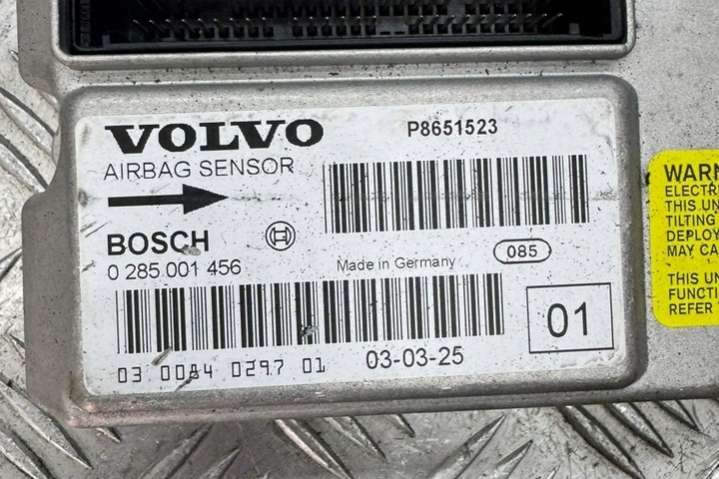 VOLVO
P8651523
AIRBAG SENSOR
BOSCH
085
0 285 001 456
Made in Germany
01
03 0084 0297 01
03-03-25
WARN
ELECTR
THIS UN
TILTING
DEPLOY
MAY CA
THIS UN
FUNCTI
REFER